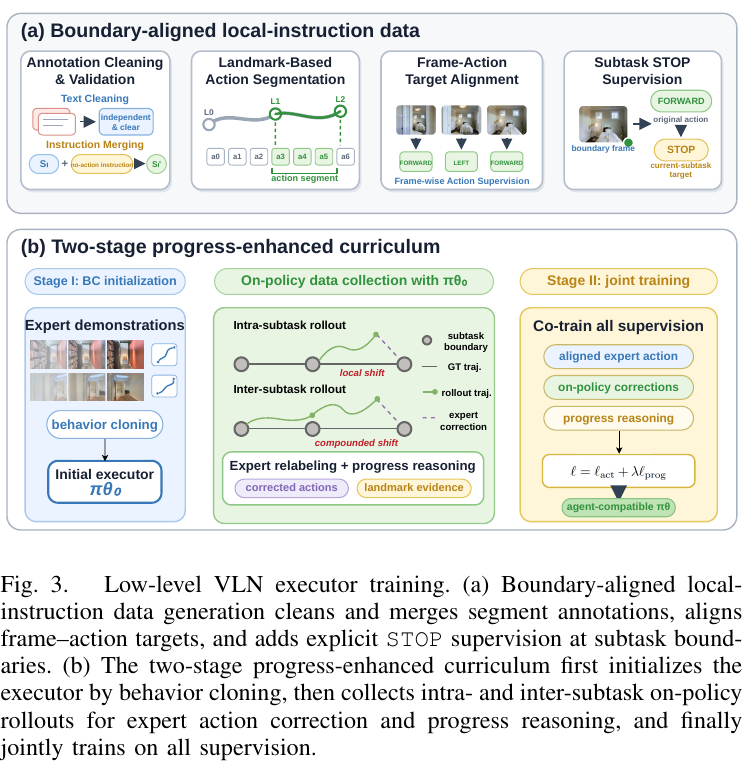 (a) Boundary-aligned local-instruction data
Annotation Cleaning
& Validation
Text Cleaning
independent
& clear
Instruction Merging
Sᵢ + no-action instruction Sᵢ′
Landmark-Based
Action Segmentation
L0
L1
L2
a0 a1 a2 a3 a4 a5 a6
action segment
Frame-Action
Target Alignment
FORWARD LEFT FORWARD
Frame-wise Action Supervision
Subtask STOP
Supervision
FORWARD
original action
boundary frame
STOP
current-subtask
target
(b) Two-stage progress-enhanced curriculum
Stage I: BC initialization
Expert demonstrations
behavior cloning
Initial executor
πθ₀
On-policy data collection with πθ₀
Intra-subtask rollout
local shift
Inter-subtask rollout
compounded shift
subtask
boundary
GT traj.
rollout traj.
expert
correction
Expert relabeling + progress reasoning
corrected actions
landmark evidence
Stage II: joint training
Co-train all supervision
aligned expert action
on-policy corrections
progress reasoning
ℓ = ℓact + λℓprog
agent-compatible πθ
Fig. 3. Low-level VLN executor training. (a) Boundary-aligned local-
instruction data generation cleans and merges segment annotations, aligns
frame–action targets, and adds explicit STOP supervision at subtask bound-
aries. (b) The two-stage progress-enhanced curriculum first initializes the
executor by behavior cloning, then collects intra- and inter-subtask on-policy
rollouts for expert action correction and progress reasoning, and finally
jointly trains on all supervision.